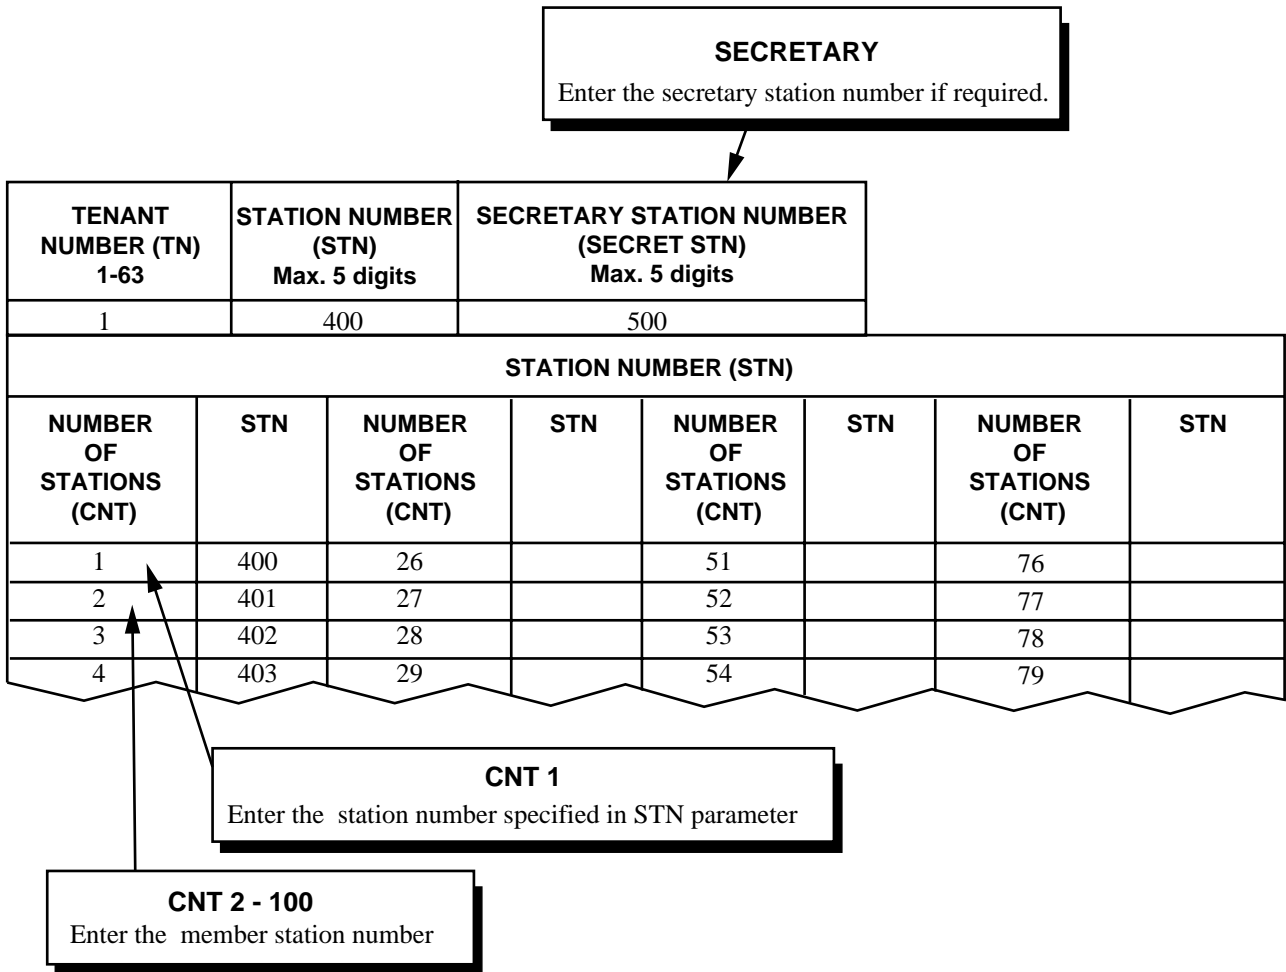 SECRETARY
Enter the secretary station number if required.
TENANT NUMBER (TN) 1-63
STATION NUMBER (STN) Max. 5 digits
SECRETARY STATION NUMBER (SECRET STN) Max. 5 digits
1 400 500
STATION NUMBER (STN)
NUMBER OF STATIONS (CNT)
STN
NUMBER OF STATIONS (CNT)
STN
NUMBER OF STATIONS (CNT)
STN
NUMBER OF STATIONS (CNT)
STN
1 400 26 51 76
2 401 27 52 77
3 402 28 53 78
4 403 29 54 79
CNT 1
Enter the station number specified in STN parameter
CNT 2 - 100
Enter the member station number